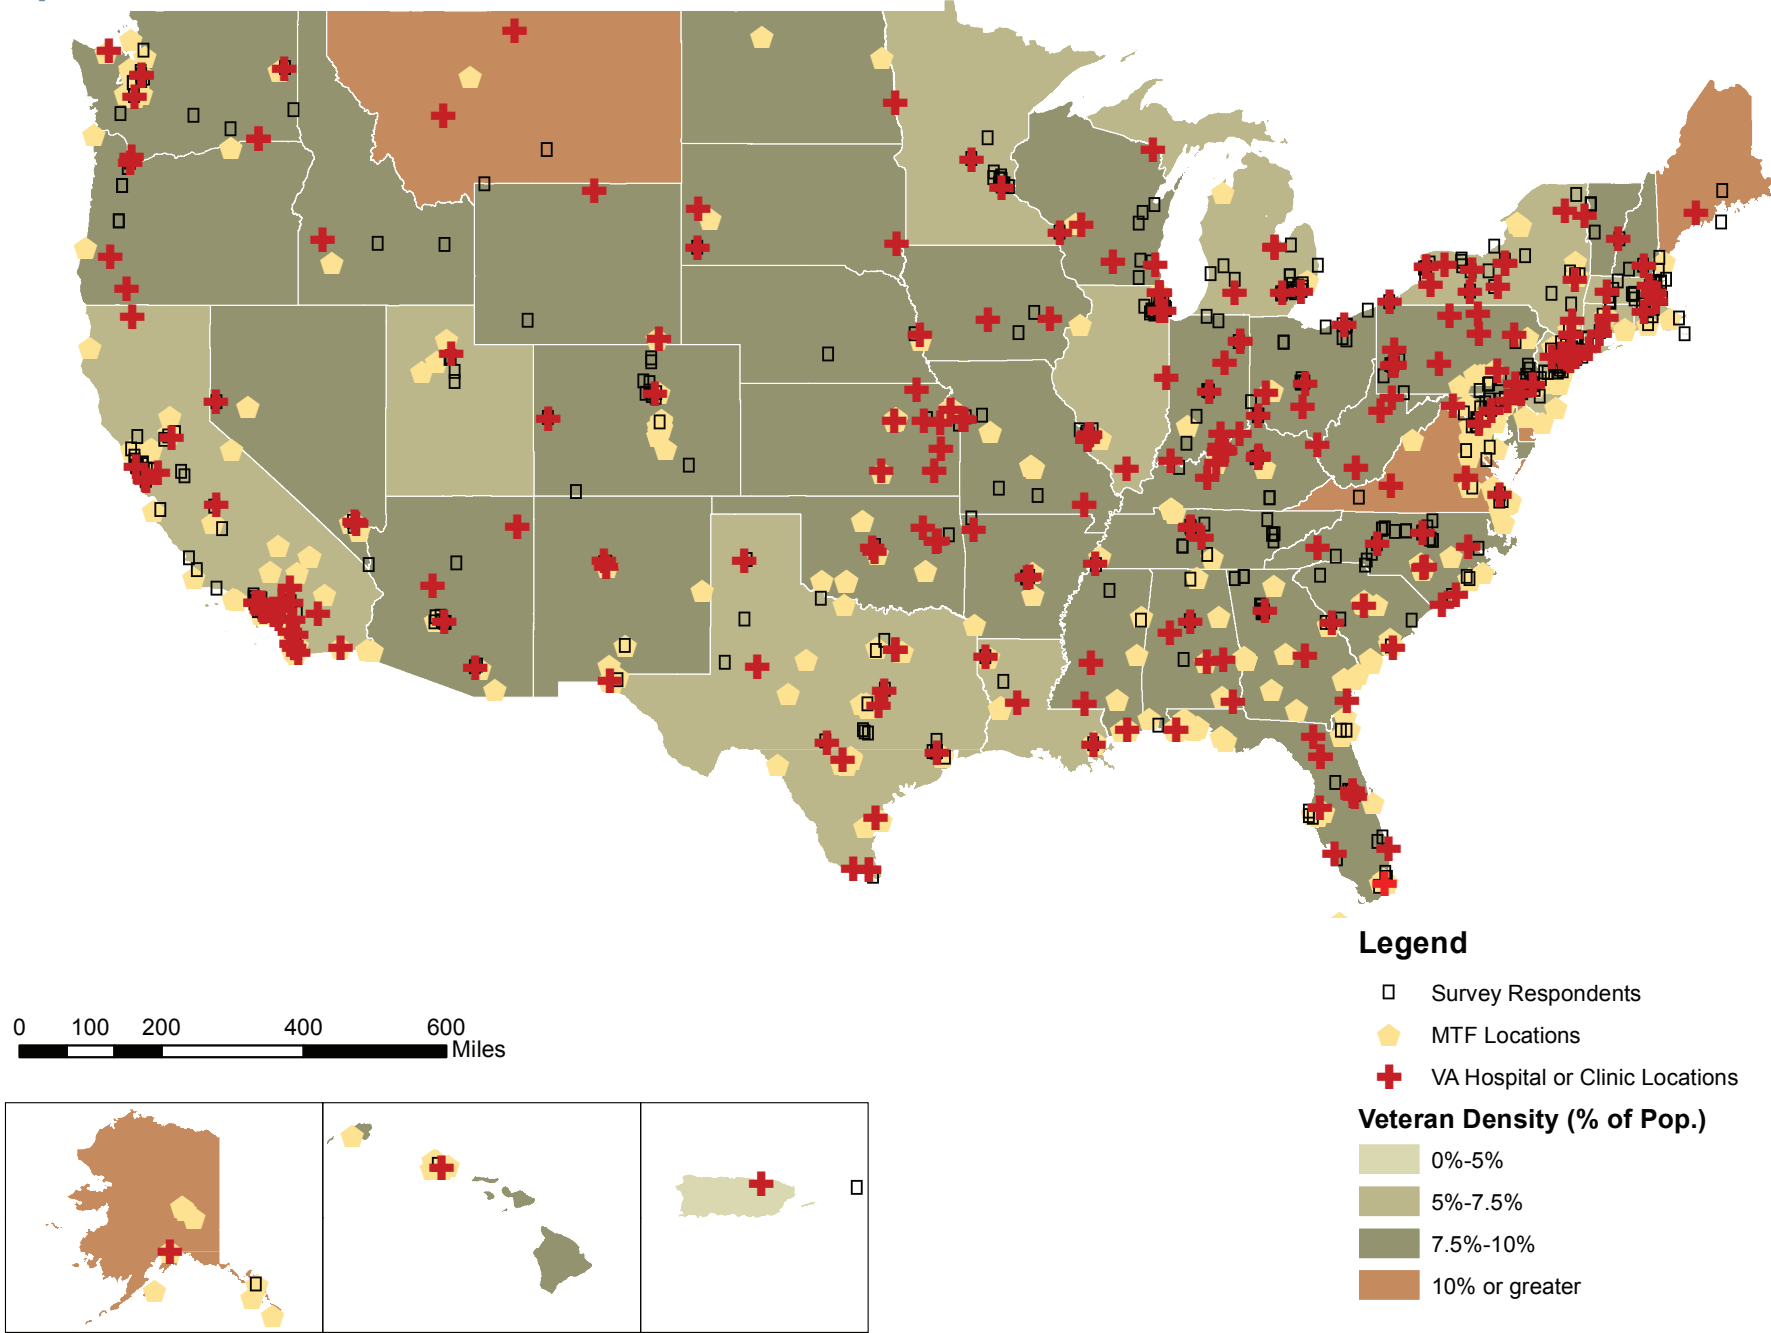 Legend
Survey Respondents
MTF Locations
VA Hospital or Clinic Locations
Veteran Density (% of Pop.)
0%-5%
5%-7.5%
7.5%-10%
10% or greater
0 100 200 400 600
Miles